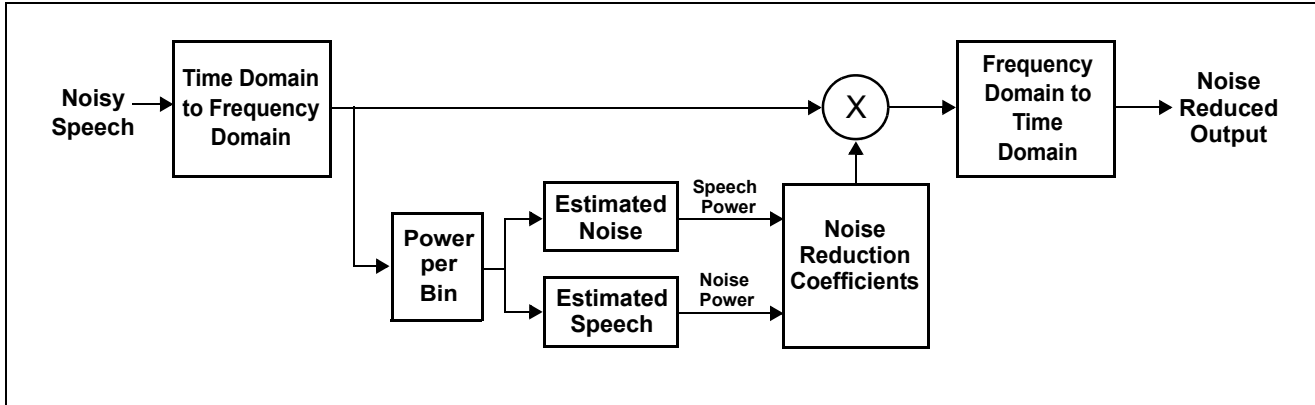 Noisy
Speech
Time Domain
to Frequency
Domain
X
Frequency
Domain to
Time
Domain
Noise
Reduced
Output
Power
per
Bin
Estimated
Noise
Speech
Power
Estimated
Speech
Noise
Power
Noise
Reduction
Coefficients